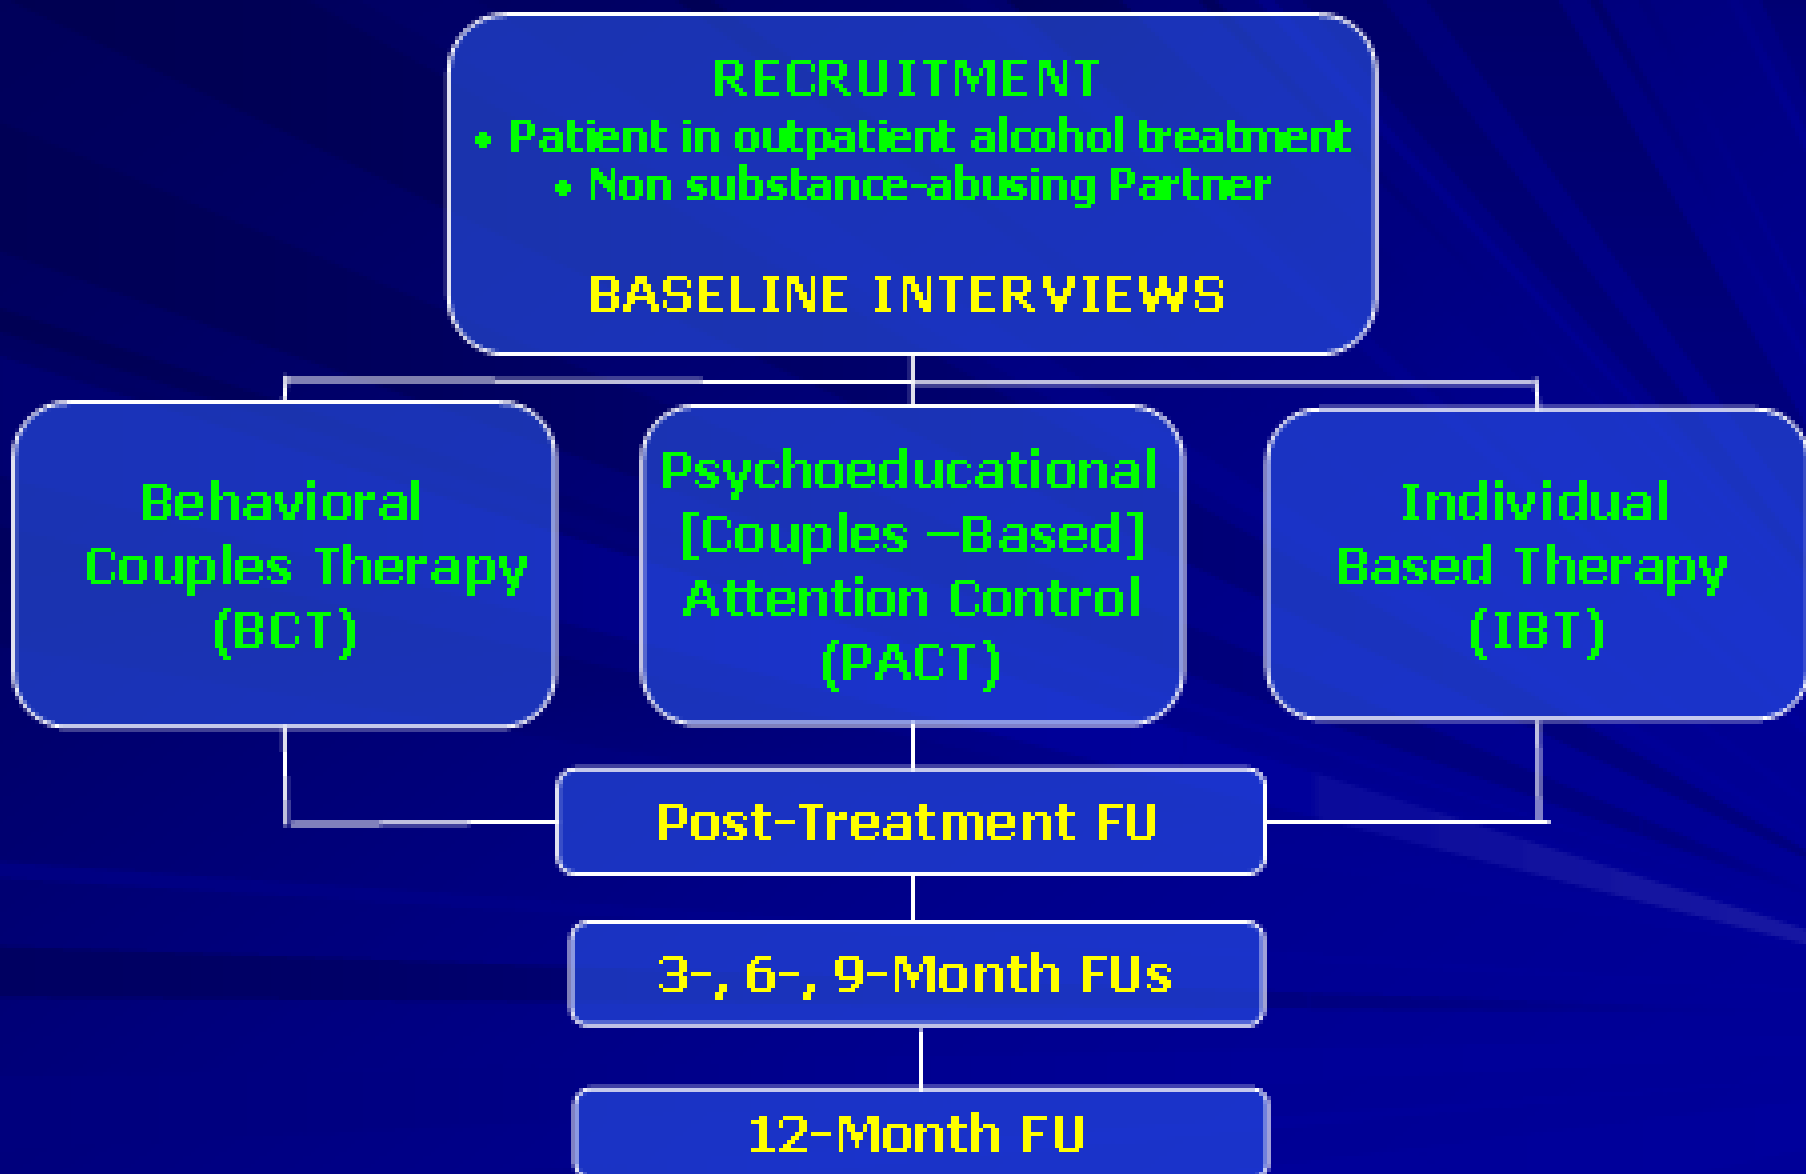 RECRUITMENT
• Patient in outpatient alcohol treatment
• Non substance-abusing Partner
BASELINE INTERVIEWS
Behavioral
Couples Therapy
(BCT)
Psychoeducational
[Couples –Based]
Attention Control
(PACT)
Individual
Based Therapy
(IBT)
Post-Treatment FU
3-, 6-, 9-Month FUs
12-Month FU